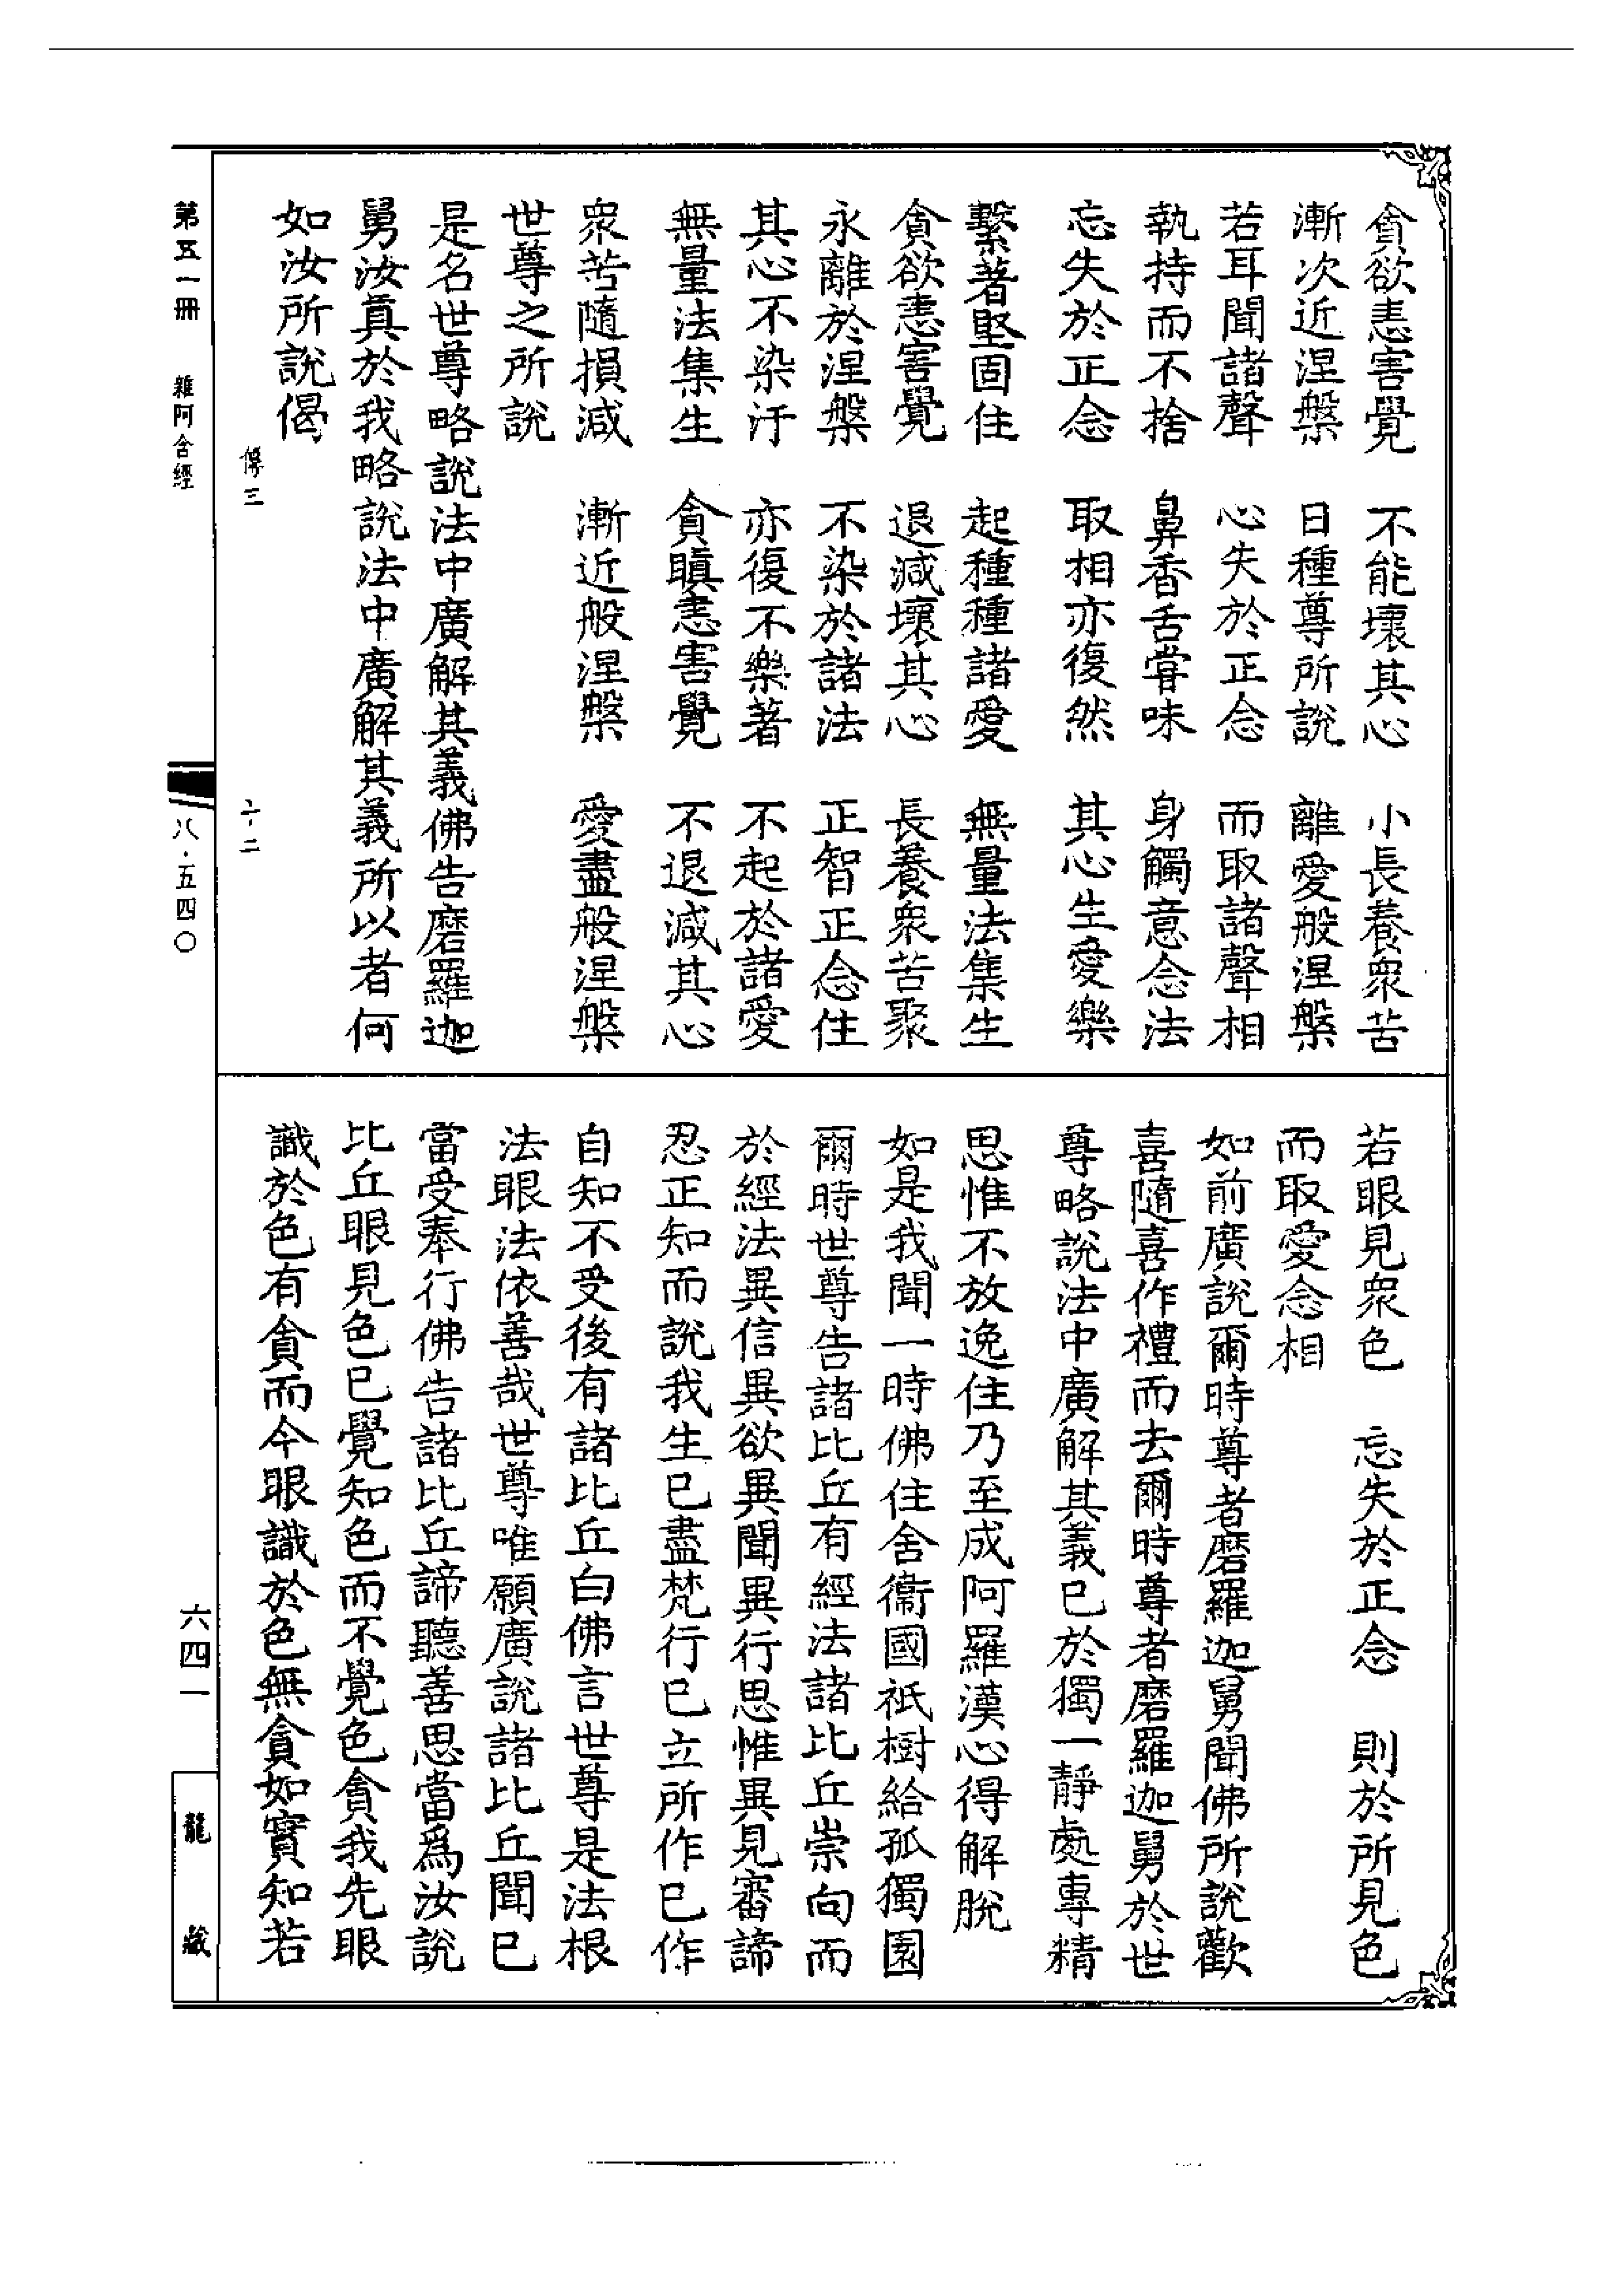 貪欲恚害覺　不能壞其心　小長養衆苦
漸次近涅槃　日種尊所說　離愛般涅槃
若耳聞諸聲　心失於正念　而取諸聲相
執持而不捨　鼻香舌甞味　身觸意念法
忘失於正念　取相亦復然　其心生愛樂
繫著堅固住　起種種諸愛　無量法集生
貪欲恚害覺　退減壞其心　長養衆苦聚
永離於涅槃　不染於諸法　正智正念住
其心不染汙　亦復不樂著　不起於諸愛
無量法集生　貪瞋恚害覺　不退減其心
衆苦隨損減　漸近般涅槃　愛盡般涅槃
世尊之所說
是名世尊略說法中廣解其義佛告磨羅迦
舅汝真於我略說法中廣解其義所以者何
如汝所說偈
若眼見衆色　忘失於正念　則於所見色
而取愛念相
如前廣說爾時尊者磨羅迦舅聞佛所說歡
喜隨喜作禮而去爾時尊者磨羅迦舅於世
尊略說法中廣解其義已於獨一靜處專精
思惟不放逸住乃至成阿羅漢心得解脫
如是我聞一時佛住舍衞國祇樹給孤獨園
爾時世尊告諸比丘有經法諸比丘崇向而
於經法異信異欲異聞異行思惟異見審諦
忍正知而說我生已盡梵行已立所作已作
自知不受後有諸比丘白佛言世尊是法根
法眼法依善哉世尊唯願廣說諸比丘聞已
當受奉行佛告諸比丘諦聽善思當爲汝說
比丘眼見色已覺知色而不覺色貪我先眼
識於色有貪而今眼識於色無貪如實知若
第五一冊　雜阿含經
八·五四〇
六四一
龍藏